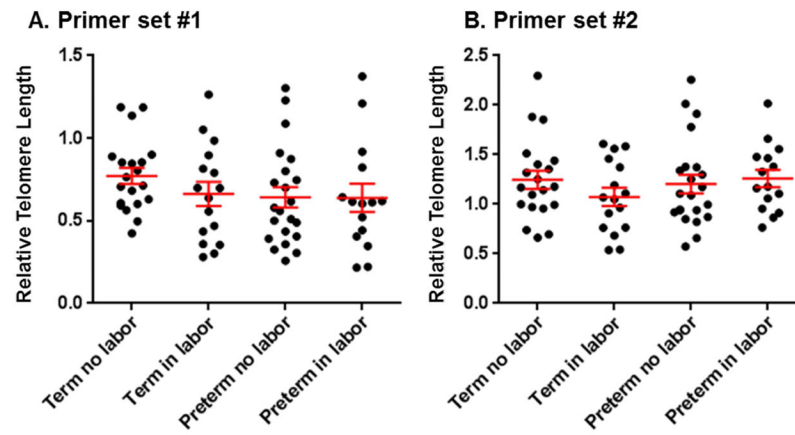 A. Primer set #1
Relative Telomere Length
1.5
1.0
0.5
0.0
Term no labor
Term in labor
Preterm no labor
Preterm in labor
B. Primer set #2
Relative Telomere Length
2.5
2.0
1.5
1.0
0.5
0.0
Term no labor
Term in labor
Preterm no labor
Preterm in labor